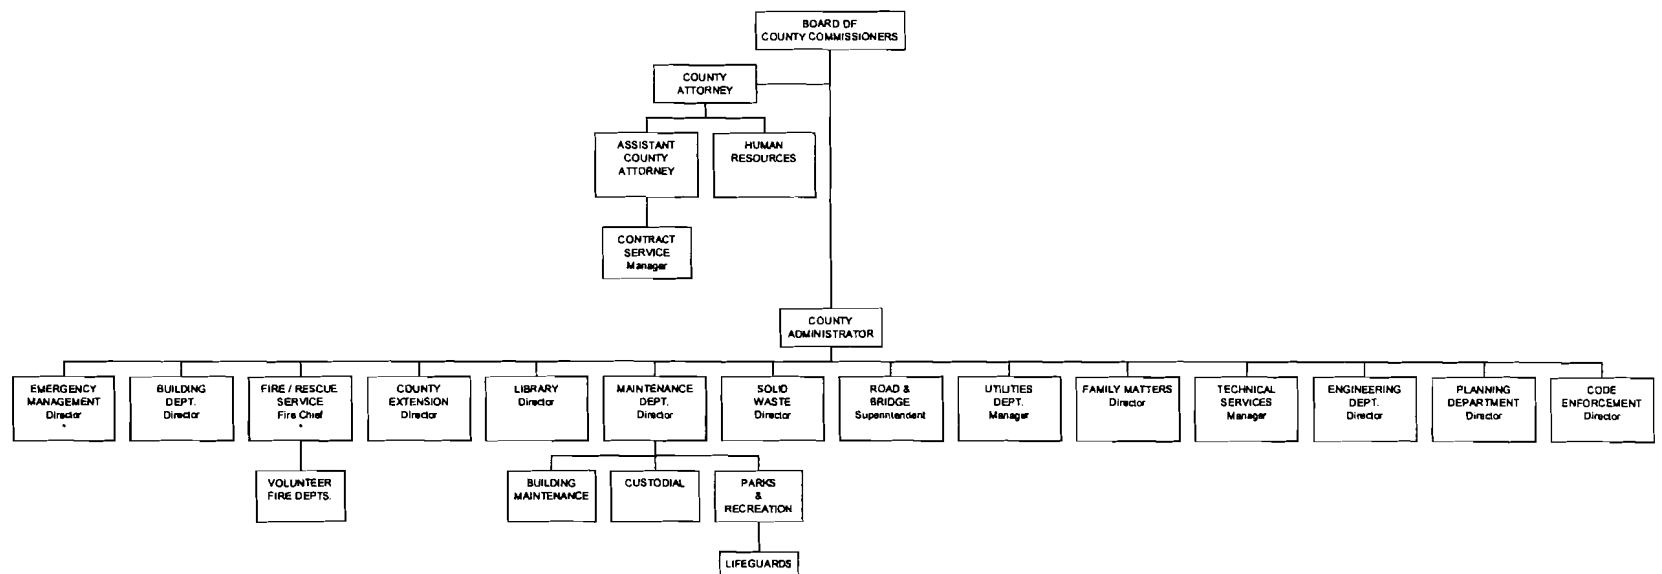 BOARD OF
COUNTY COMMISSIONERS
COUNTY
ATTORNEY
ASSISTANT
COUNTY
ATTORNEY
HUMAN
RESOURCES
CONTRACT
SERVICE
Manager
COUNTY
ADMINISTRATOR
EMERGENCY
MANAGEMENT
Director
*
BUILDING
DEPT.
Director
FIRE / RESCUE
SERVICE
Fire Chief
*
COUNTY
EXTENSION
Director
LIBRARY
Director
MAINTENANCE
DEPT.
Director
SOLID
WASTE
Director
ROAD &
BRIDGE
Superintendent
UTILITIES
DEPT.
Manager
FAMILY MATTERS
Director
TECHNICAL
SERVICES
Manager
ENGINEERING
DEPT.
Director
PLANNING
DEPARTMENT
Director
CODE
ENFORCEMENT
Director
VOLUNTEER
FIRE DEPTS.
BUILDING
MAINTENANCE
CUSTODIAL
PARKS
&
RECREATION
LIFEGUARDS